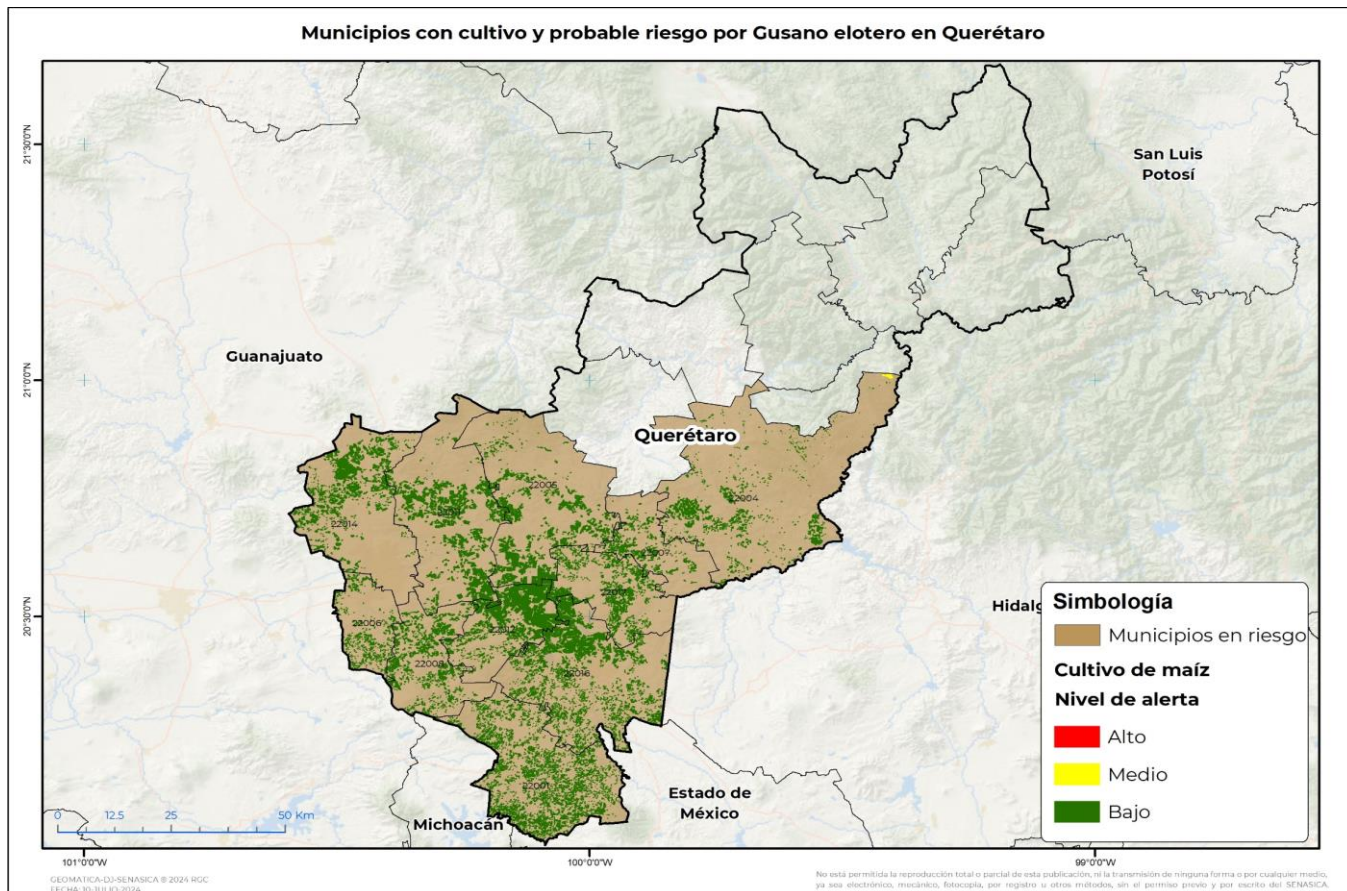 Municipios con cultivo y probable riesgo por Gusano elotero en Querétaro
21°30'0"N
21°0'0"N
20°30'0"N
San Luis
Potosí
Guanajuato
Querétaro
22005
22004
22014
22006
22008
22016
22001
Hidalg
Estado de
México
Michoacán
Simbología
Municipios en riesgo
Cultivo de maíz
Nivel de alerta
Alto
Medio
Bajo
0 12.5 25 50 Km
101°0'0"W
100°0'0"W
99°0'0"W
GEOMATICA-DJ-SENASICA ® 2024 RGC
FECHA: 10-JULIO-2024
No está permitida la reproducción total o parcial de esta publicación, ni la transmisión de ninguna forma o por cualquier medio,
ya sea electrónico, mecánico, fotocopia, por registro u otros métodos, sin el permiso previo y por escrito del SENASICA.